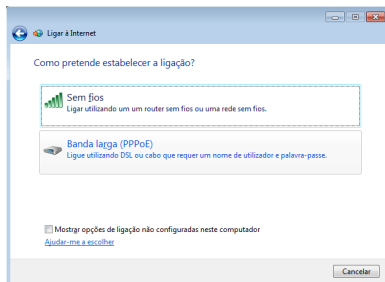 Ligar à Internet
Como pretende estabelecer a ligação?
Sem fios
Ligar utilizando um um router sem fios ou uma rede sem fios.
Banda larga (PPPoE)
Ligue utilizando DSL ou cabo que requer um nome de utilizador e palavra-passe.
Mostrar opções de ligação não configuradas neste computador
Ajudar-me a escolher
Cancelar